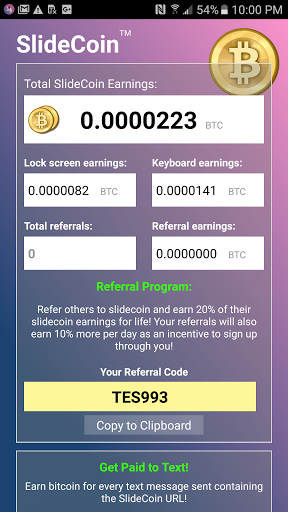 54% 10:00 PM
SlideCoin™
Total SlideCoin Earnings:
0.0000223 BTC
Lock screen earnings: Keyboard earnings:
0.0000082 BTC 0.0000141 BTC
Total referrals: Referral earnings:
0 0.0000000 BTC
Referral Program:
Refer others to slidecoin and earn 20% of their
slidecoin earnings for life! Your referrals will also
earn 10% more per day as an incentive to sign up
through you!
Your Referral Code
TES993
Copy to Clipboard
Get Paid to Text!
Earn bitcoin for every text message sent containing
the SlideCoin URL!